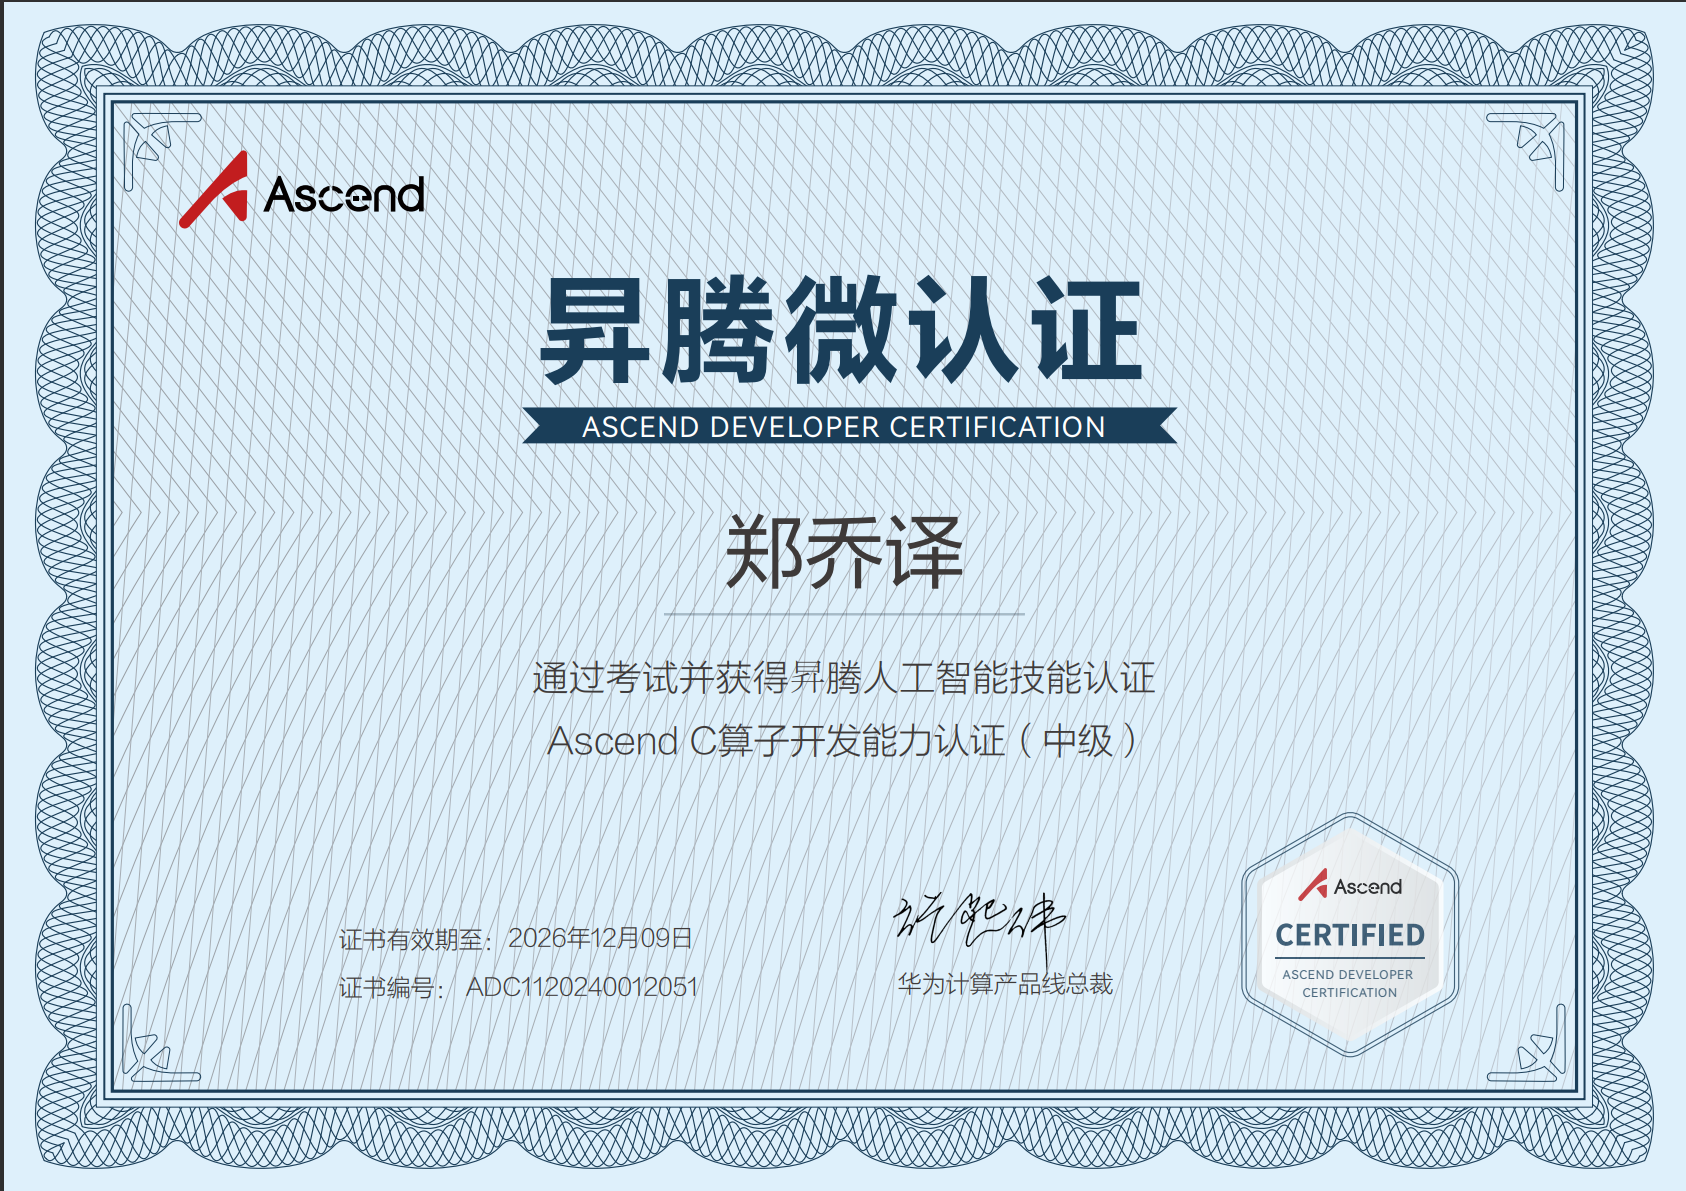 Ascend
昇腾微认证
ASCEND DEVELOPER CERTIFICATION
郑乔译
通过考试并获得昇腾人工智能技能认证
Ascend C算子开发能力认证（中级）
证书有效期至：2026年12月09日
证书编号：ADC1120240012051
华为计算产品线总裁
Ascend
CERTIFIED
ASCEND DEVELOPER
CERTIFICATION